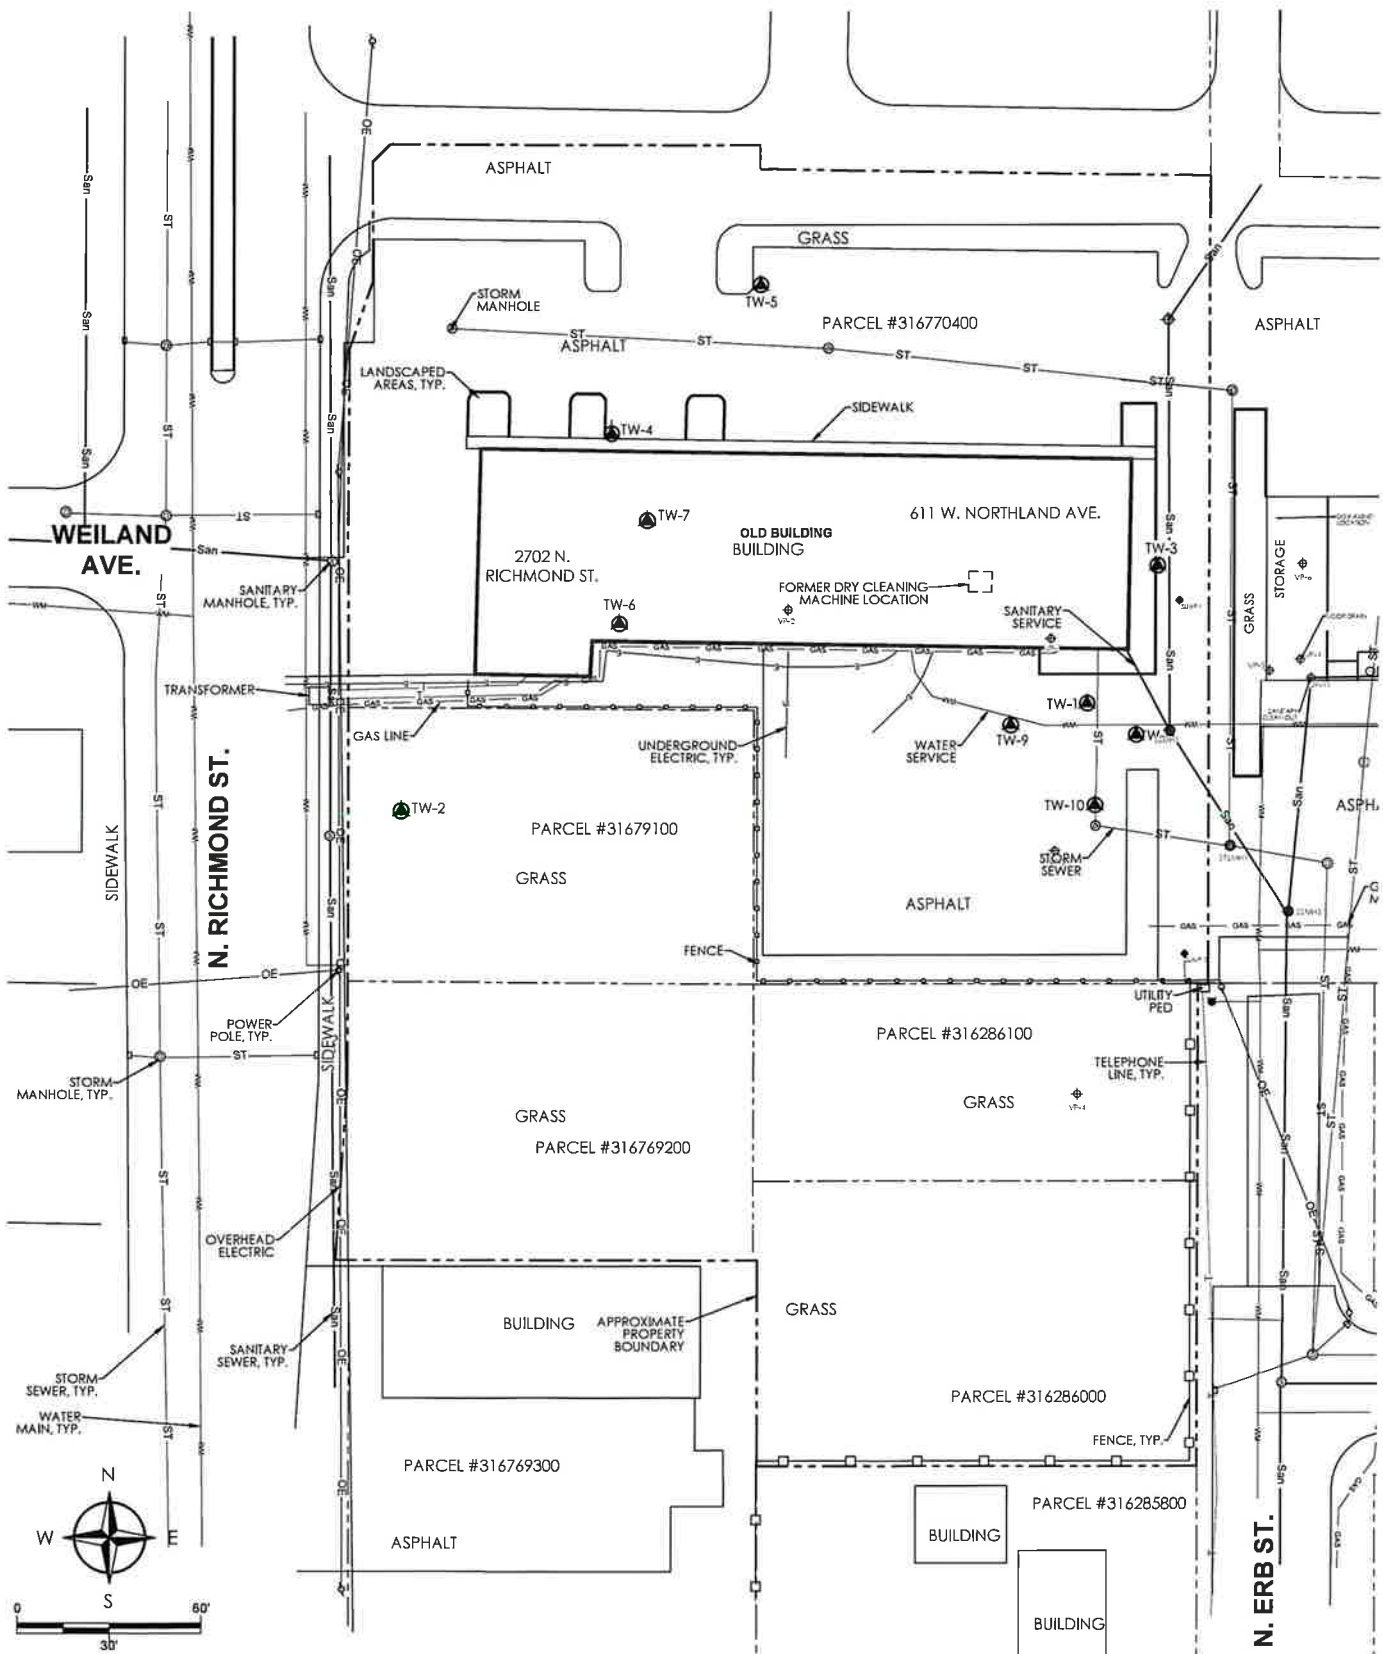 ASPHALT
GRASS
STORM
MANHOLE
TW-5
PARCEL #316770400
ASPHALT
ASPHALT
LANDSCAPED
AREAS, TYP.
SIDEWALK
TW-4
TW-7
611 W. NORTHLAND AVE.
OLD BUILDING
BUILDING
WEILAND
AVE.
2702 N.
RICHMOND ST.
TW-3
FORMER DRY CLEANING
MACHINE LOCATION
SANITARY
MANHOLE, TYP.
SANITARY
SERVICE
STORAGE
GRASS
VP-6
VP-2
TW-6
TRANSFORMER
GAS LINE
TW-1
TW-9
UNDERGROUND
ELECTRIC, TYP.
WATER
SERVICE
N. RICHMOND ST.
TW-2
TW-10
PARCEL #31679100
STORM
SEWER
SIDEWALK
GRASS
ASPHALT
FENCE
UTILITY
PED
POWER
POLE, TYP.
SIDEWALK
PARCEL #316286100
TELEPHONE
LINE, TYP.
STORM
MANHOLE, TYP.
GRASS
GRASS
VP-4
PARCEL #316769200
OVERHEAD
ELECTRIC
GRASS
BUILDING
APPROXIMATE
PROPERTY
BOUNDARY
SANITARY
SEWER, TYP.
STORM
SEWER, TYP.
PARCEL #316286000
WATER
MAIN, TYP.
FENCE, TYP.
PARCEL #316769300
PARCEL #316285800
N
W E
S
ASPHALT
BUILDING
BUILDING
N. ERB ST.
0 60'
30'